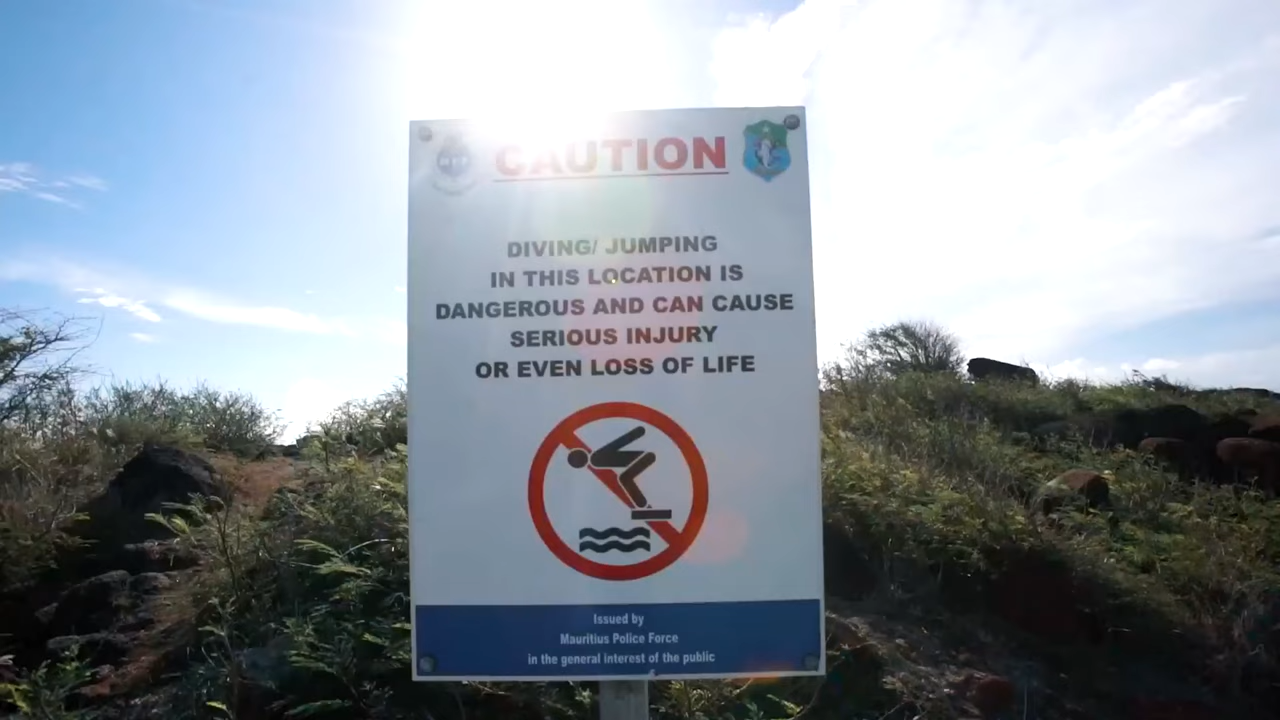 CAUTION
DIVING/ JUMPING
IN THIS LOCATION IS
DANGEROUS AND CAN CAUSE
SERIOUS INJURY
OR EVEN LOSS OF LIFE
Issued by
Mauritius Police Force
in the general interest of the public